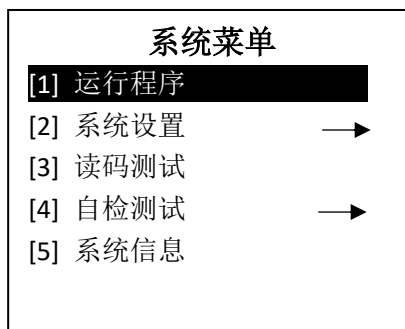 系统菜单
[1] 运行程序
[2] 系统设置
[3] 读码测试
[4] 自检测试
[5] 系统信息